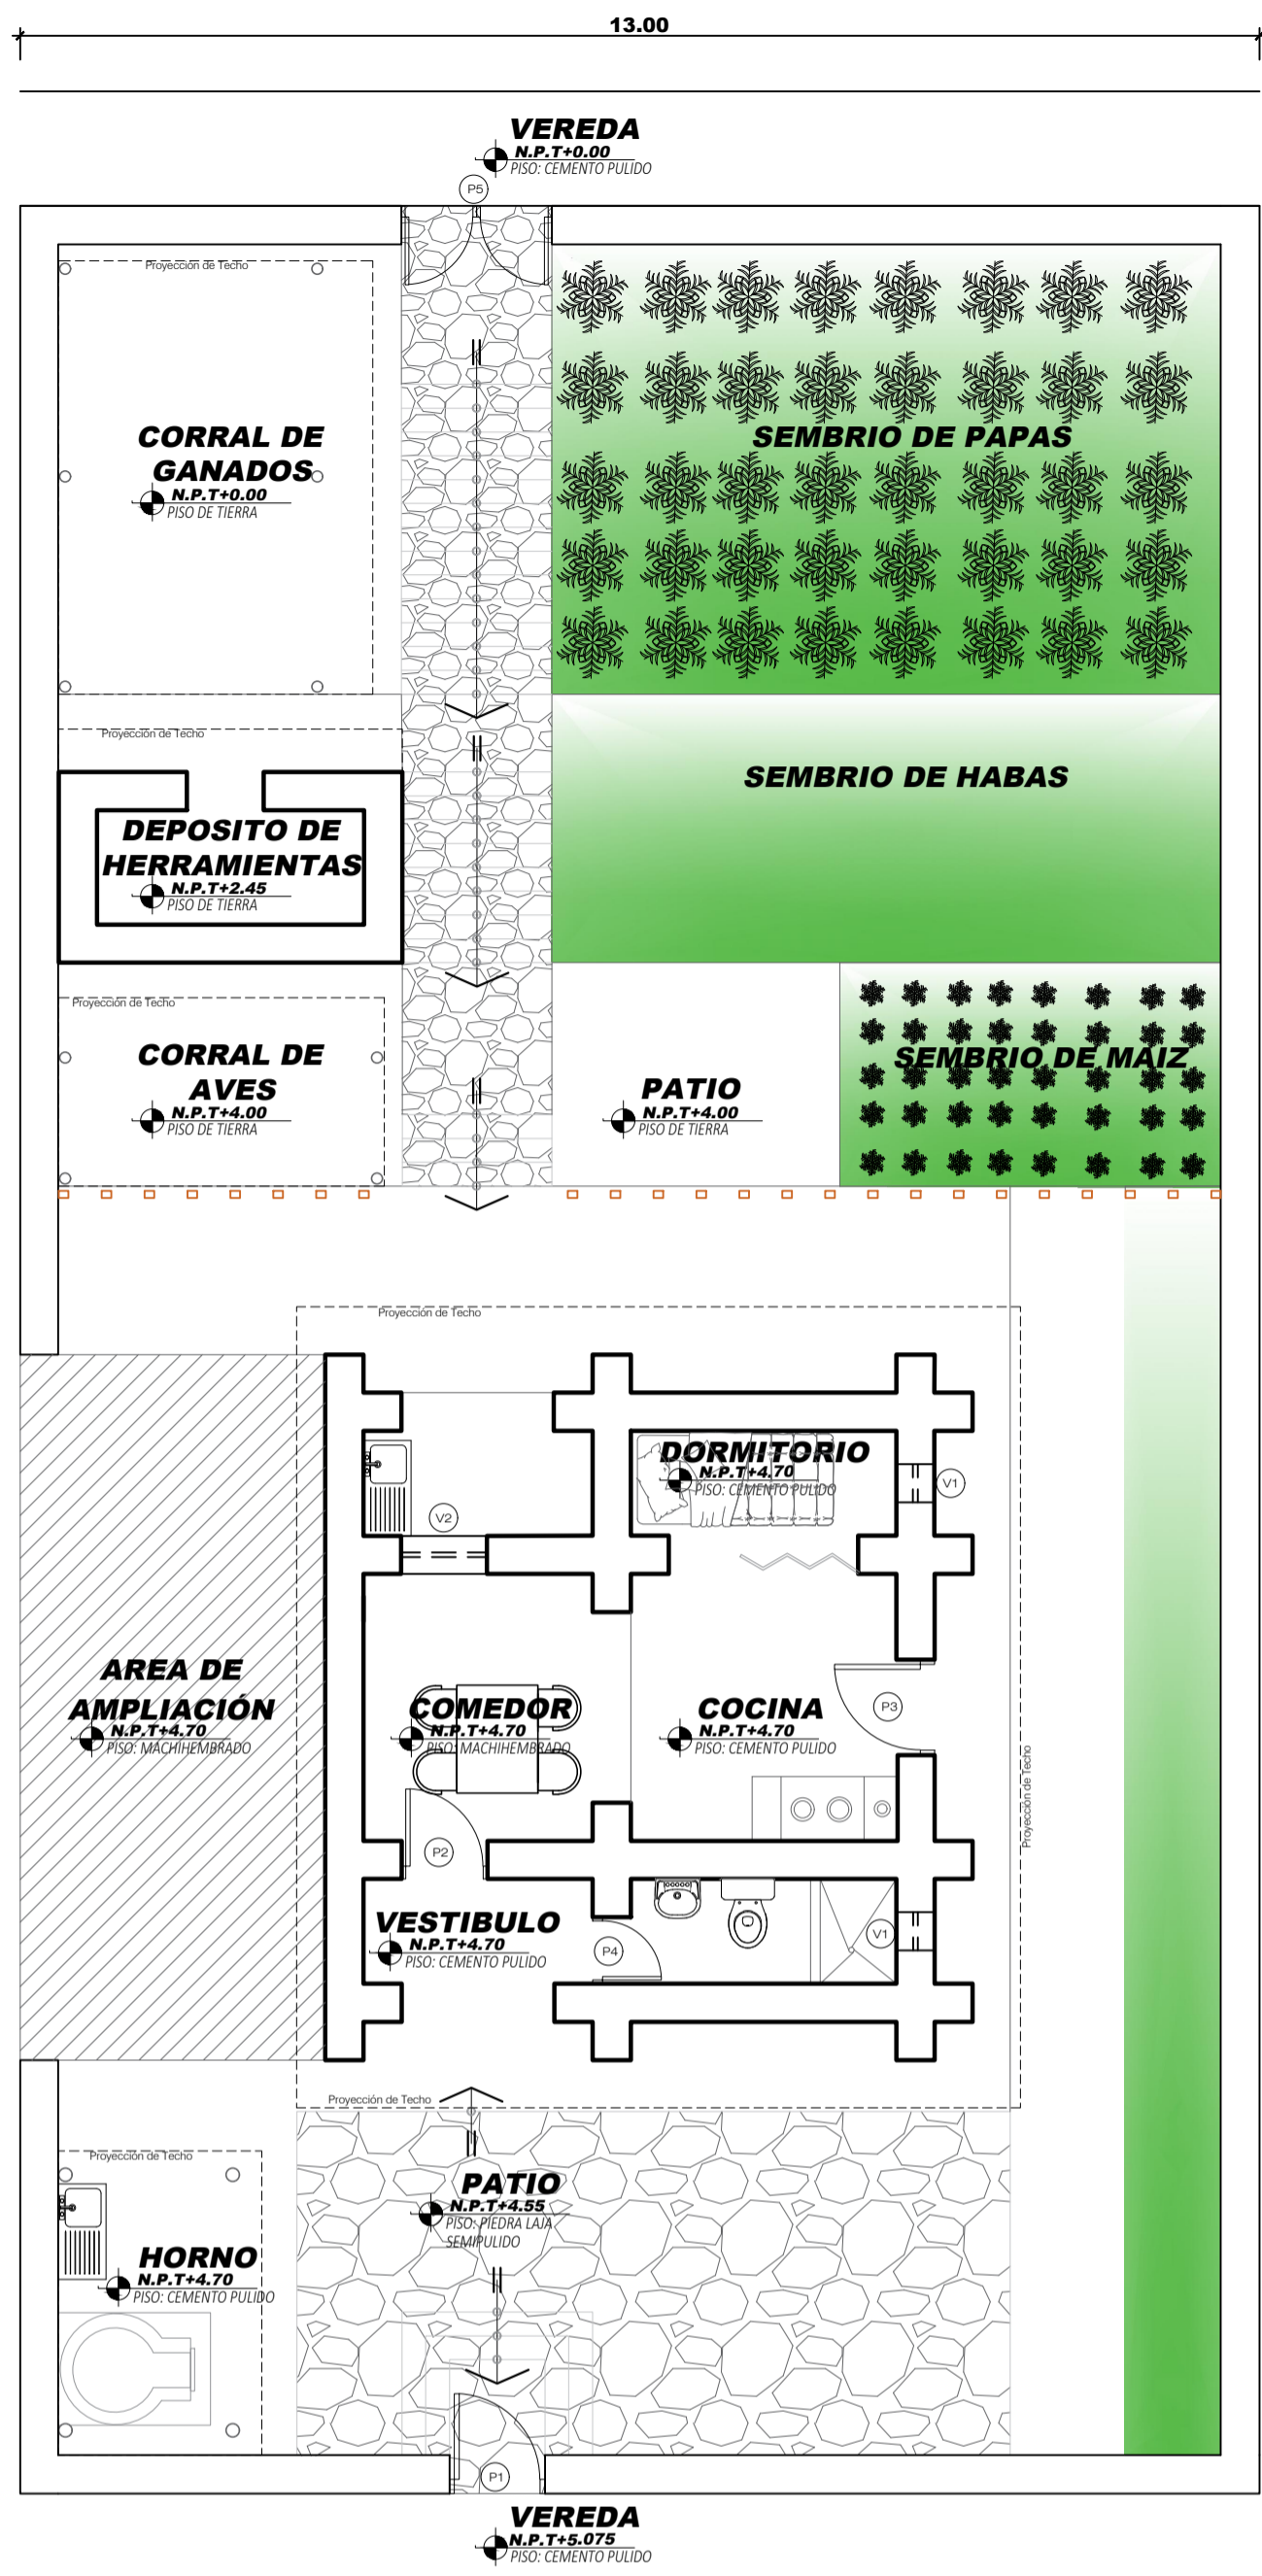 13.00
VEREDA
N.P.T+0.00
PISO: CEMENTO PULIDO
P5
Proyección de Techo
CORRAL DE
GANADOS
N.P.T+0.00
PISO DE TIERRA
SEMBRIO DE PAPAS
Proyección de Techo
SEMBRIO DE HABAS
DEPOSITO DE
HERRAMIENTAS
N.P.T+2.45
PISO DE TIERRA
Proyección de Techo
CORRAL DE
AVES
N.P.T+4.00
PISO DE TIERRA
PATIO
N.P.T+4.00
PISO DE TIERRA
SEMBRIO DE MAIZ
Proyección de Techo
DORMITORIO
N.P.T+4.70
PISO: CEMENTO PULIDO
V1
V2
AREA DE
AMPLIACIÓN
N.P.T+4.70
PISO: MACHIHEMBRADO
COMEDOR
N.P.T+4.70
PISO: MACHIHEMBRADO
COCINA
N.P.T+4.70
PISO: CEMENTO PULIDO
P3
Proyección de Techo
P2
VESTIBULO
N.P.T+4.70
PISO: CEMENTO PULIDO
P4
V1
Proyección de Techo
Proyección de Techo
PATIO
N.P.T+4.55
PISO: PIEDRA LAJA
SEMIPULIDO
HORNO
N.P.T+4.70
PISO: CEMENTO PULIDO
P1
VEREDA
N.P.T+5.075
PISO: CEMENTO PULIDO